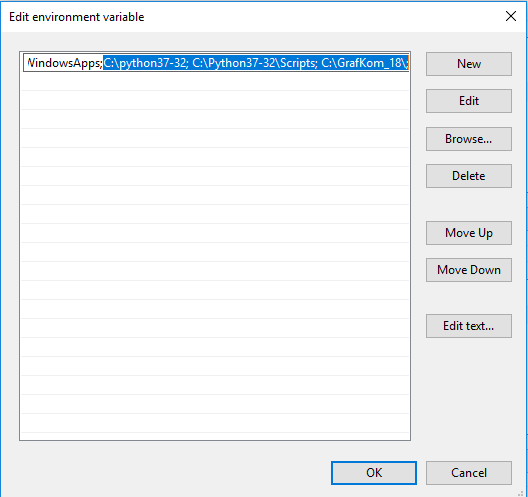 Edit environment variable
WindowsApps;C:\python37-32; C:\Python37-32\Scripts; C:\GrafKom_18\
New
Edit
Browse...
Delete
Move Up
Move Down
Edit text...
OK
Cancel